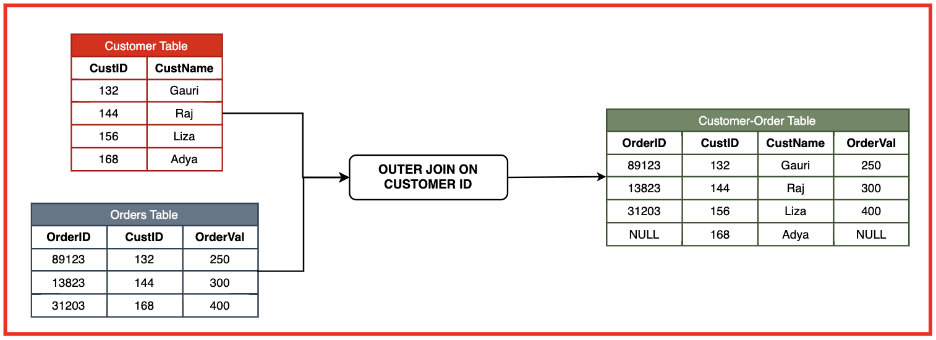 Customer Table
CustID CustName
132 Gauri
144 Raj
156 Liza
168 Adya
Orders Table
OrderID CustID OrderVal
89123 132 250
13823 144 300
31203 168 400
OUTER JOIN ON
CUSTOMER ID
Customer-Order Table
OrderID CustID CustName OrderVal
89123 132 Gauri 250
13823 144 Raj 300
31203 156 Liza 400
NULL 168 Adya NULL